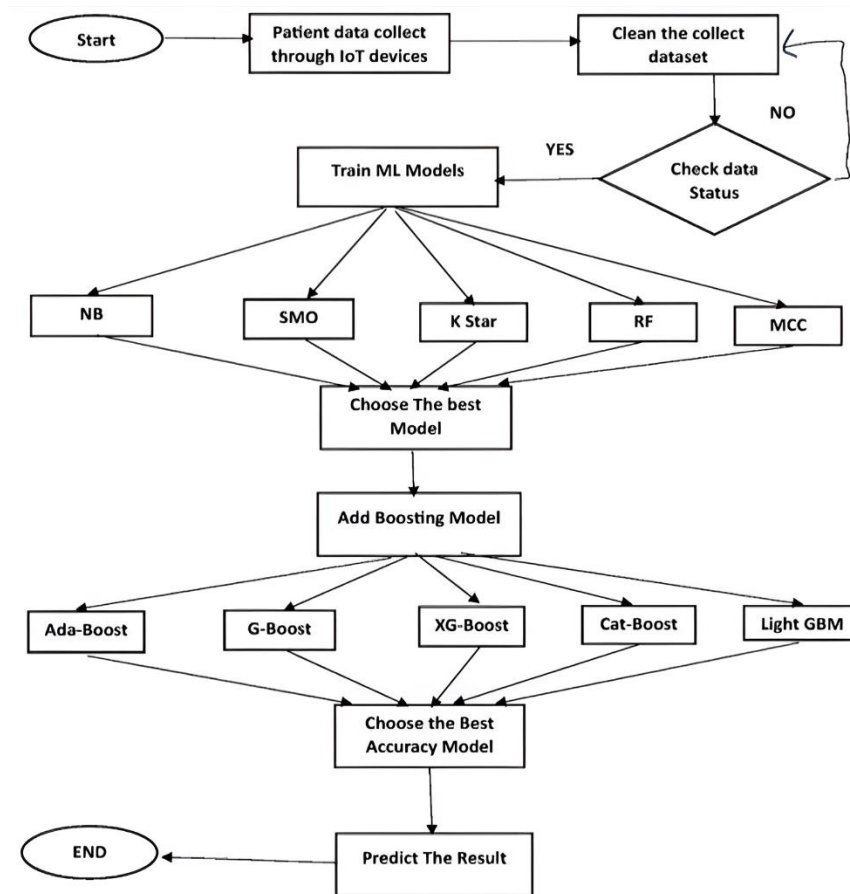 Start
Patient data collect
through IoT devices
Clean the collect
dataset
NO
YES
Check data
Status
Train ML Models
NB
SMO
K Star
RF
MCC
Choose The best
Model
Add Boosting Model
Ada-Boost
G-Boost
XG-Boost
Cat-Boost
Light GBM
Choose the Best
Accuracy Model
Predict The Result
END